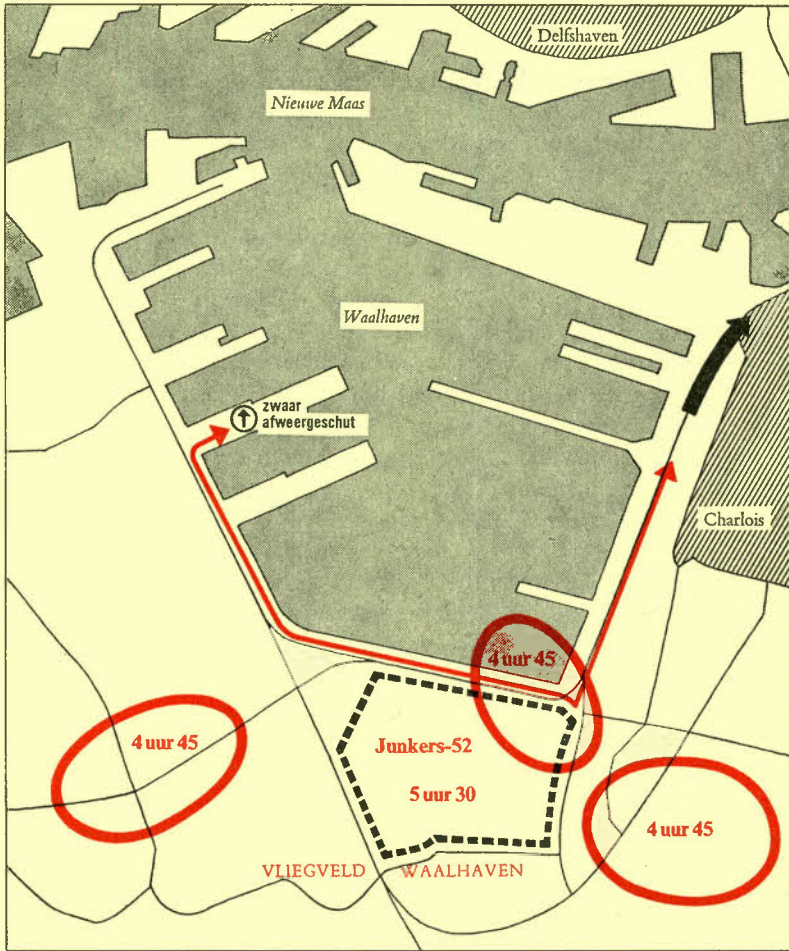 Delfshaven
Nieuwe Maas
Waalhaven
zwaar
afweergeschut
Charlois
4 uur 45
4 uur 45
Junkers-52
5 uur 30
4 uur 45
VLIEGVELD WAALHAVEN